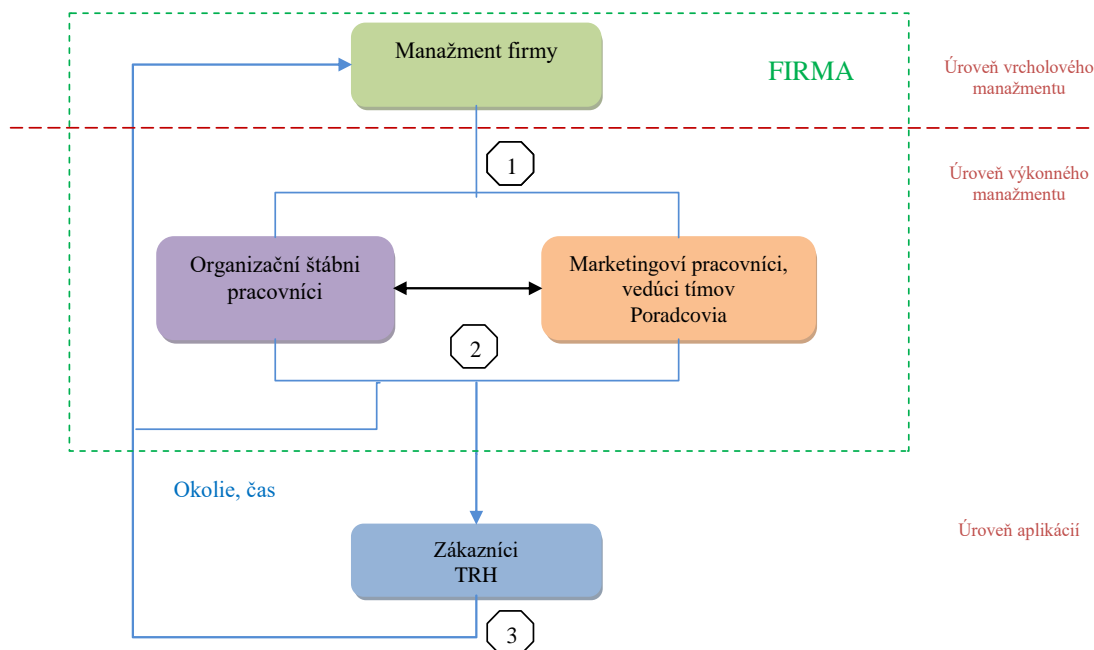 Manažment firmy
FIRMA
Úroveň vrcholového
manažmentu
1
Úroveň výkonného
manažmentu
Organizační štábni
pracovníci
Marketingoví pracovníci,
vedúci tímov
Poradcovia
2
Okolie, čas
Úroveň aplikácií
Zákazníci
TRH
3